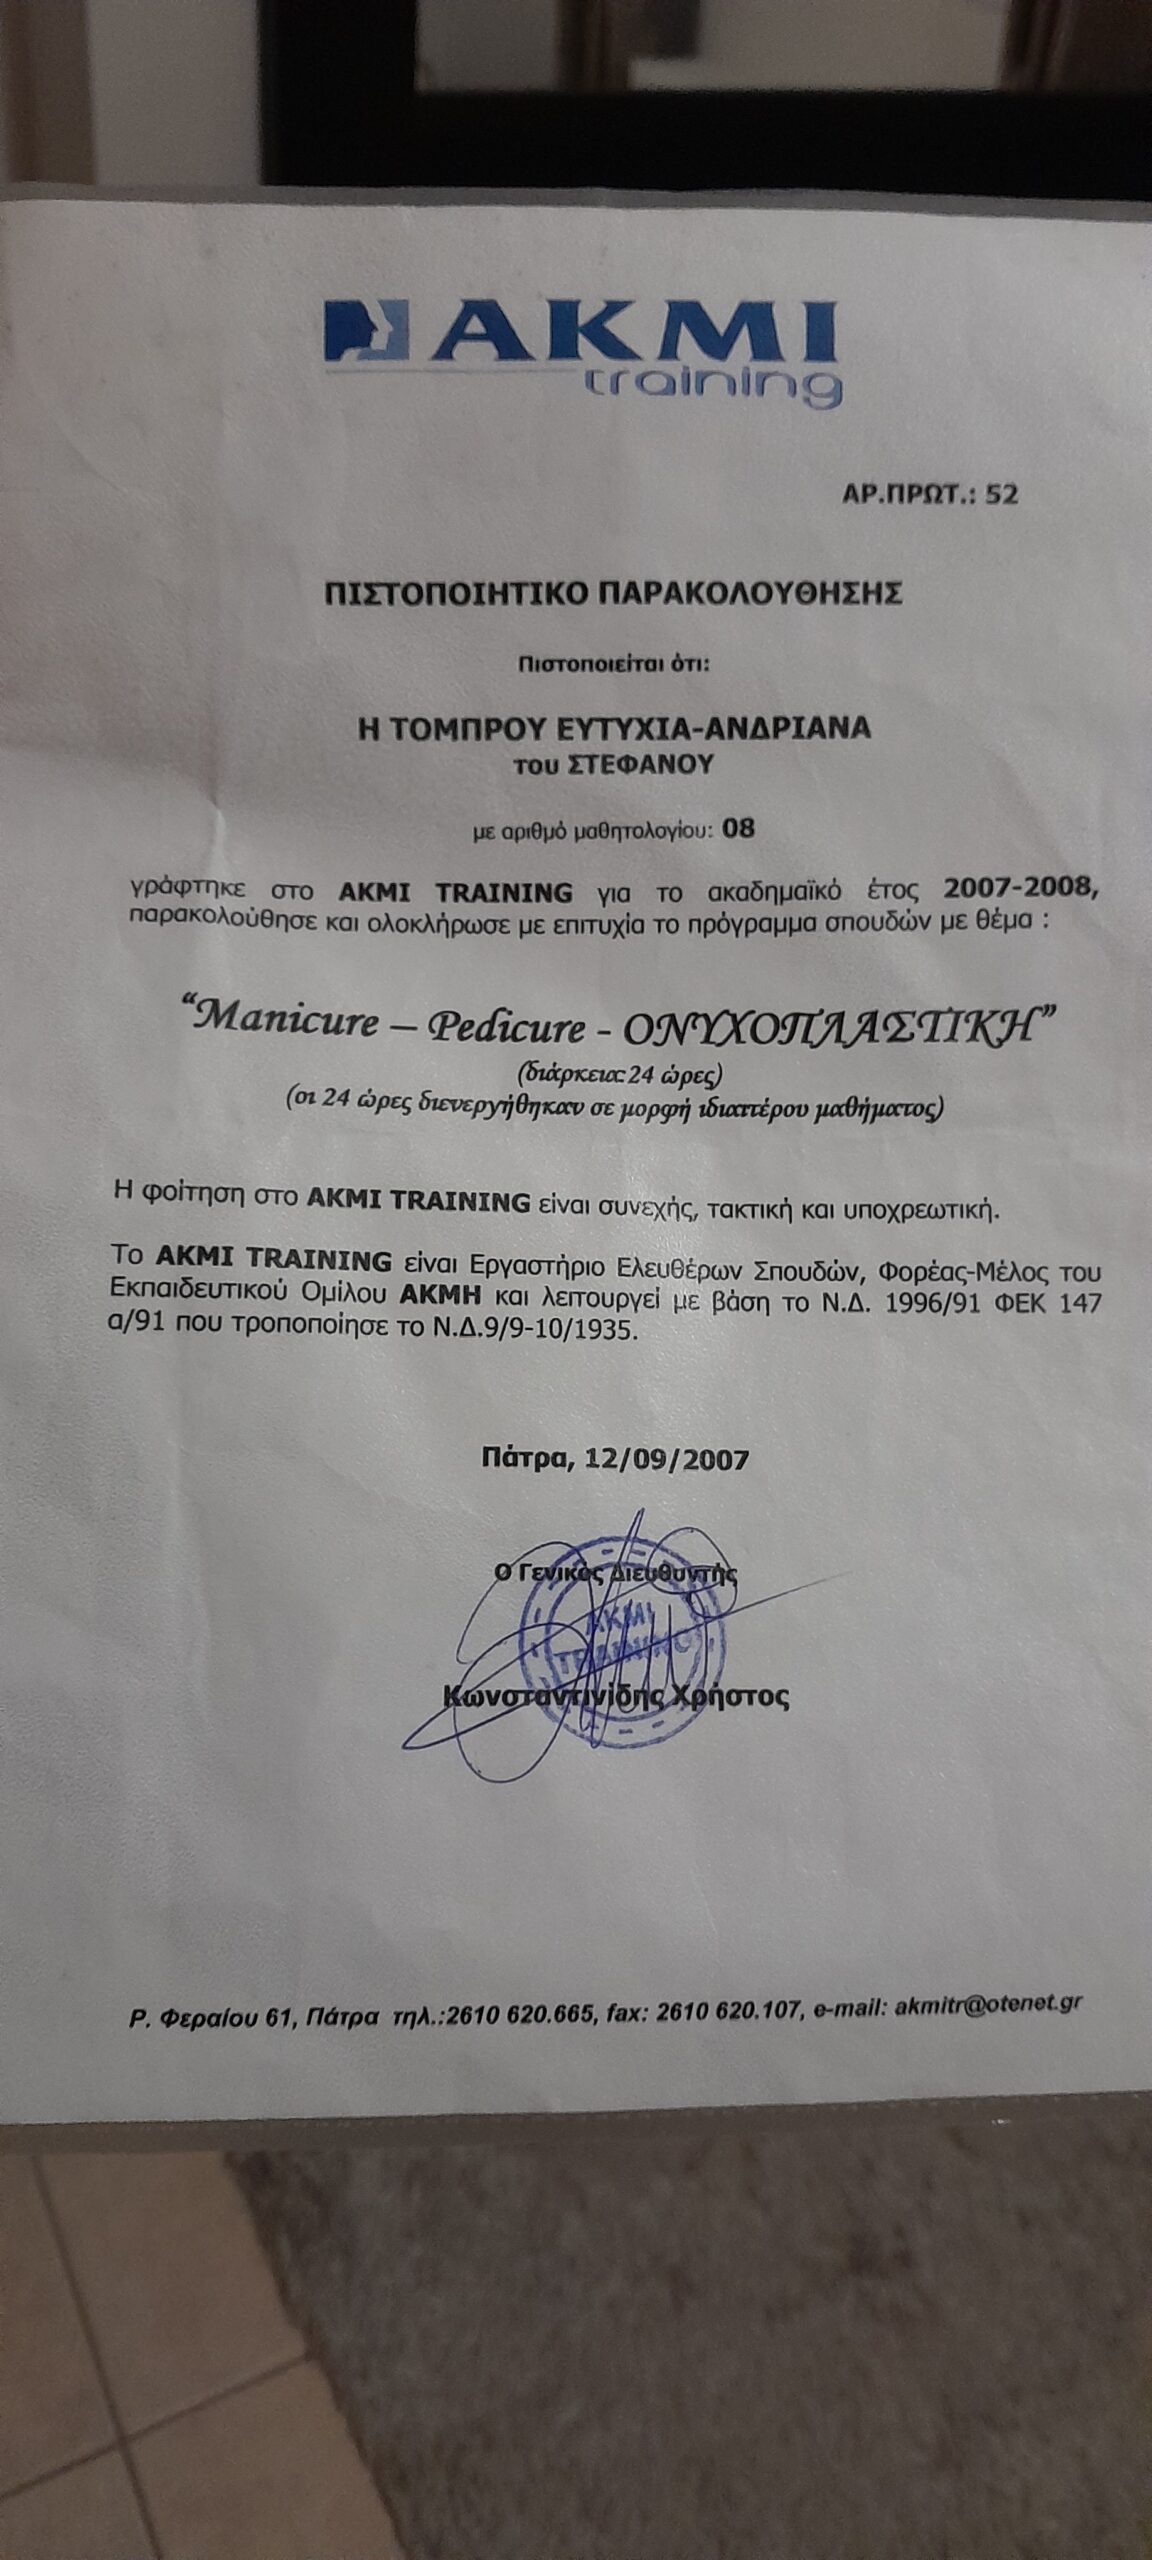 AKMI
training
ΑΡ.ΠΡΩΤ.: 52
ΠΙΣΤΟΠΟΙΗΤΙΚΟ ΠΑΡΑΚΟΛΟΥΘΗΣΗΣ
Πιστοποιείται ότι:
Η ΤΟΜΠΡΟΥ ΕΥΤΥΧΙΑ-ΑΝΔΡΙΑΝΑ
του ΣΤΕΦΑΝΟΥ
με αριθμό μαθητολογίου: 08
γράφτηκε στο AKMI TRAINING για το ακαδημαϊκό έτος 2007-2008,
παρακολούθησε και ολοκλήρωσε με επιτυχία το πρόγραμμα σπουδών με θέμα :
“Manicure – Pedicure - ΟΝΥΧΟΠΛΑΣΤΙΚΗ”
(διάρκεια: 24 ώρες)
(οι 24 ώρες διενεργήθηκαν σε μορφή ιδιαιτέρου μαθήματος)
Η φοίτηση στο AKMI TRAINING είναι συνεχής, τακτική και υποχρεωτική.
Το AKMI TRAINING είναι Εργαστήριο Ελευθέρων Σπουδών, Φορέας-Μέλος του
Εκπαιδευτικού Ομίλου ΑΚΜΗ και λειτουργεί με βάση το Ν.Δ. 1996/91 ΦΕΚ 147
α/91 που τροποποίησε το Ν.Δ.9/9-10/1935.
Πάτρα, 12/09/2007
Ο Γενικός Διευθυντής
AKMI
TRAINING
Κωνσταντινίδης Χρήστος
Ρ. Φεραίου 61, Πάτρα τηλ.:2610 620.665, fax: 2610 620.107, e-mail: akmitr@otenet.gr